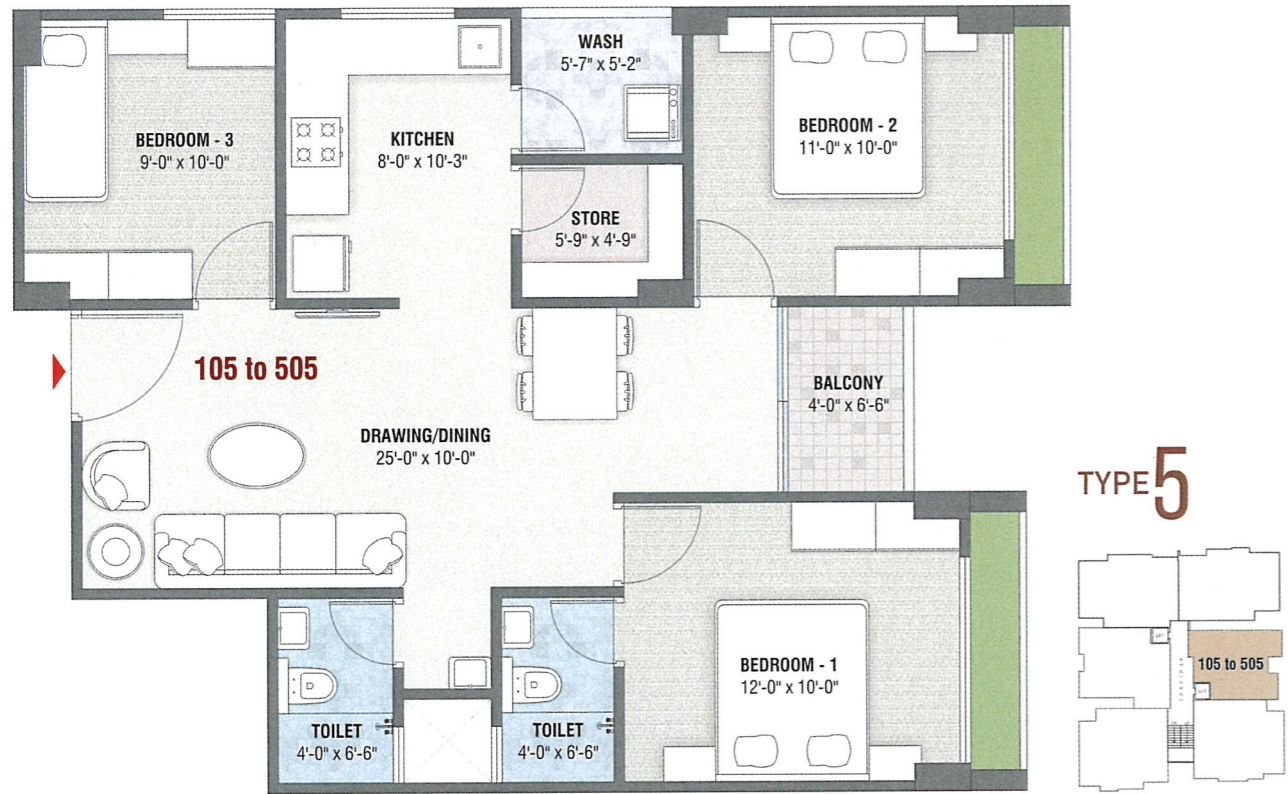 WASH
5'-7" x 5'-2"
BEDROOM - 3
9'-0" x 10'-0"
KITCHEN
8'-0" x 10'-3"
BEDROOM - 2
11'-0" x 10'-0"
STORE
5'-9" x 4'-9"
105 to 505
BALCONY
4'-0" x 6'-6"
DRAWING/DINING
25'-0" x 10'-0"
TYPE 5
BEDROOM - 1
12'-0" x 10'-0"
105 to 505
TOILET
4'-0" x 6'-6"
TOILET
4'-0" x 6'-6"